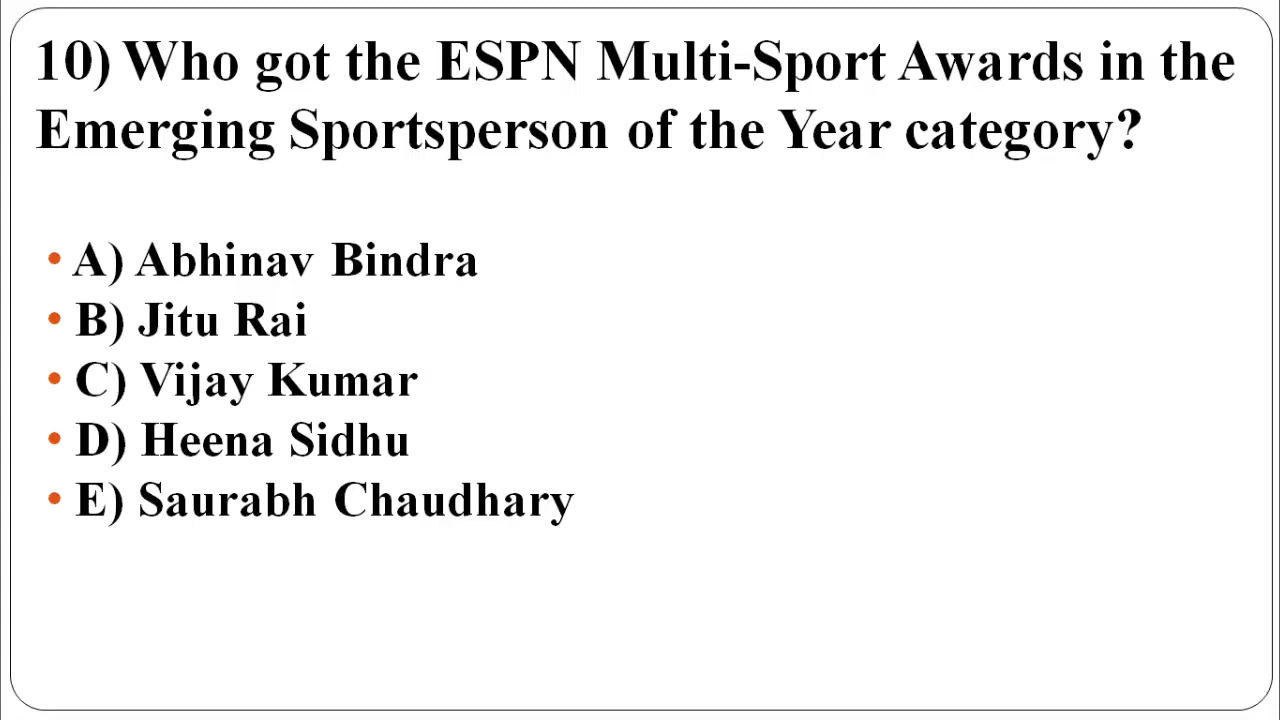 10) Who got the ESPN Multi-Sport Awards in the
Emerging Sportsperson of the Year category?
• A) Abhinav Bindra
• B) Jitu Rai
• C) Vijay Kumar
• D) Heena Sidhu
• E) Saurabh Chaudhary